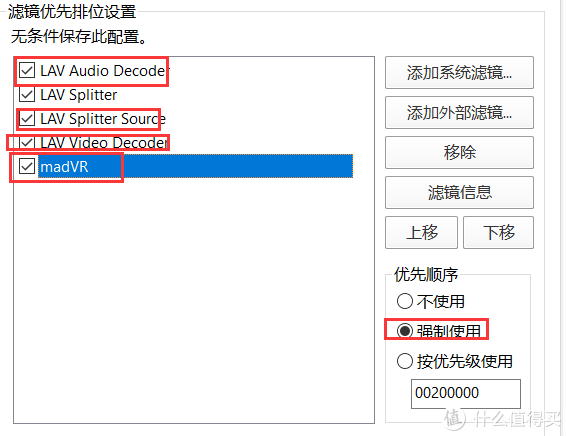 滤镜优先排位设置
无条件保存此配置。
LAV Audio Decoder
LAV Splitter
LAV Splitter Source
LAV Video Decoder
madVR
添加系统滤镜...
添加外部滤镜...
移除
滤镜信息
上移
下移
优先顺序
不使用
强制使用
按优先级使用
00200000
值 什么值得买